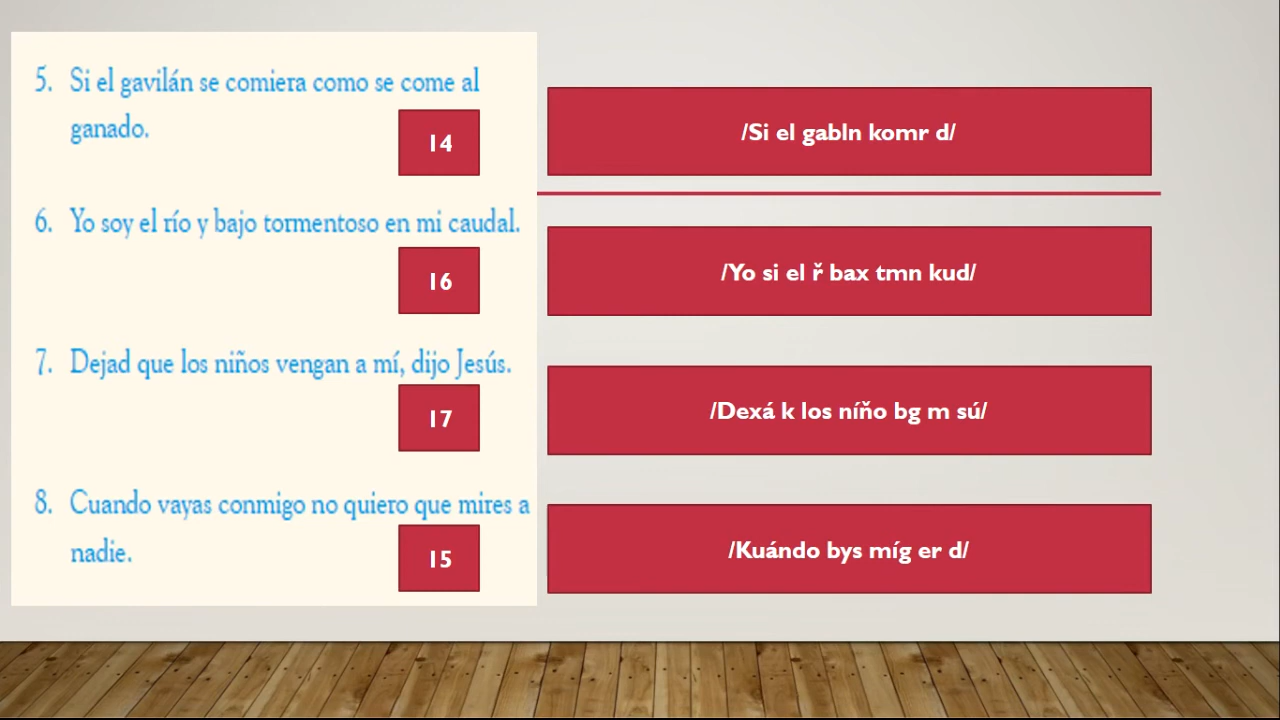 5. Si el gavilán se comiera como se come al
ganado.
14
/Si el gabln komr d/
6. Yo soy el río y bajo tormentoso en mi caudal.
16
/Yo si el ř bax tmn kud/
7. Dejad que los niños vengan a mí, dijo Jesús.
17
/Dexá k los níňo bg m sú/
8. Cuando vayas conmigo no quiero que mires a
nadie.
15
/Kuándo bys míg er d/